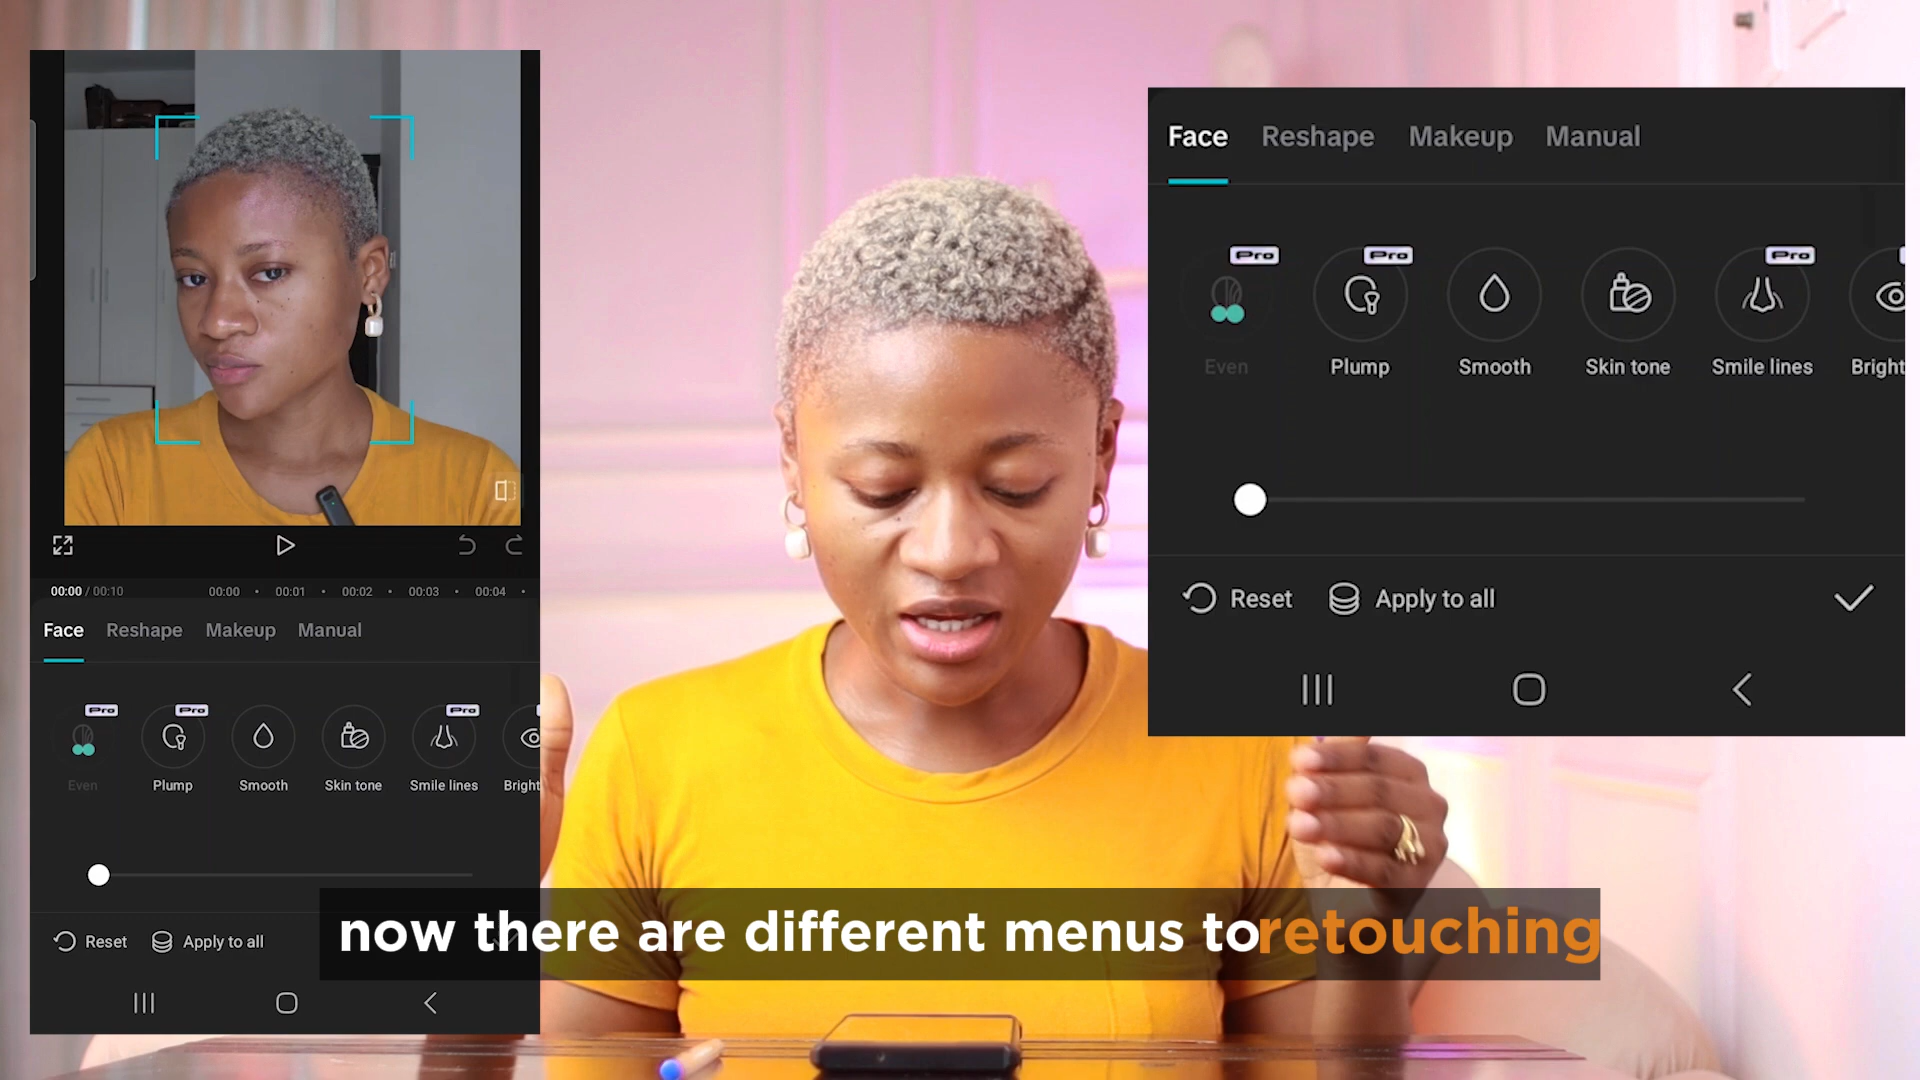 00:00 / 00:10 00:00 • 00:01 • 00:02 • 00:03 • 00:04 •
Face Reshape Makeup Manual
Pro Pro Pro
Even Plump Smooth Skin tone Smile lines Bright
Reset Apply to all
Face Reshape Makeup Manual
Pro Pro Pro
Even Plump Smooth Skin tone Smile lines Bright
Reset Apply to all
now there are different menus to retouching